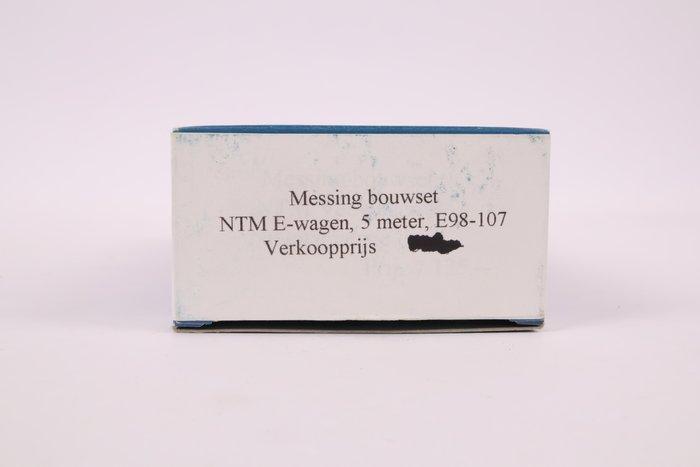 Messing bouwset
NTM E-wagen, 5 meter, E98-107
Verkoopprijs